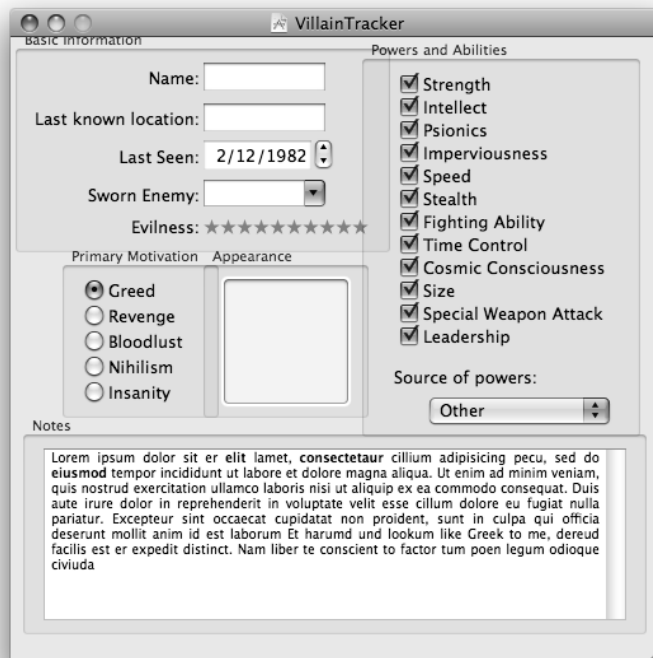 VillainTracker
Basic Information
Name:
Last known location:
Last Seen: 2/12/1982
Sworn Enemy:
Evilness:
Primary Motivation
Greed
Revenge
Bloodlust
Nihilism
Insanity
Appearance
Powers and Abilities
Strength
Intellect
Psionics
Imperviousness
Speed
Stealth
Fighting Ability
Time Control
Cosmic Consciousness
Size
Special Weapon Attack
Leadership
Source of powers:
Other
Notes
Lorem ipsum dolor sit er elit lamet, consectetaur cillium adipisicing pecu, sed do
eiusmod tempor incididunt ut labore et dolore magna aliqua. Ut enim ad minim veniam,
quis nostrud exercitation ullamco laboris nisi ut aliquip ex ea commodo consequat. Duis
aute irure dolor in reprehenderit in voluptate velit esse cillum dolore eu fugiat nulla
pariatur. Excepteur sint occaecat cupidatat non proident, sunt in culpa qui officia
deserunt mollit anim id est laborum Et harumd und lookum like Greek to me, dereud
facilis est er expedit distinct. Nam liber te conscient to factor tum poen legum odioque
civiuda